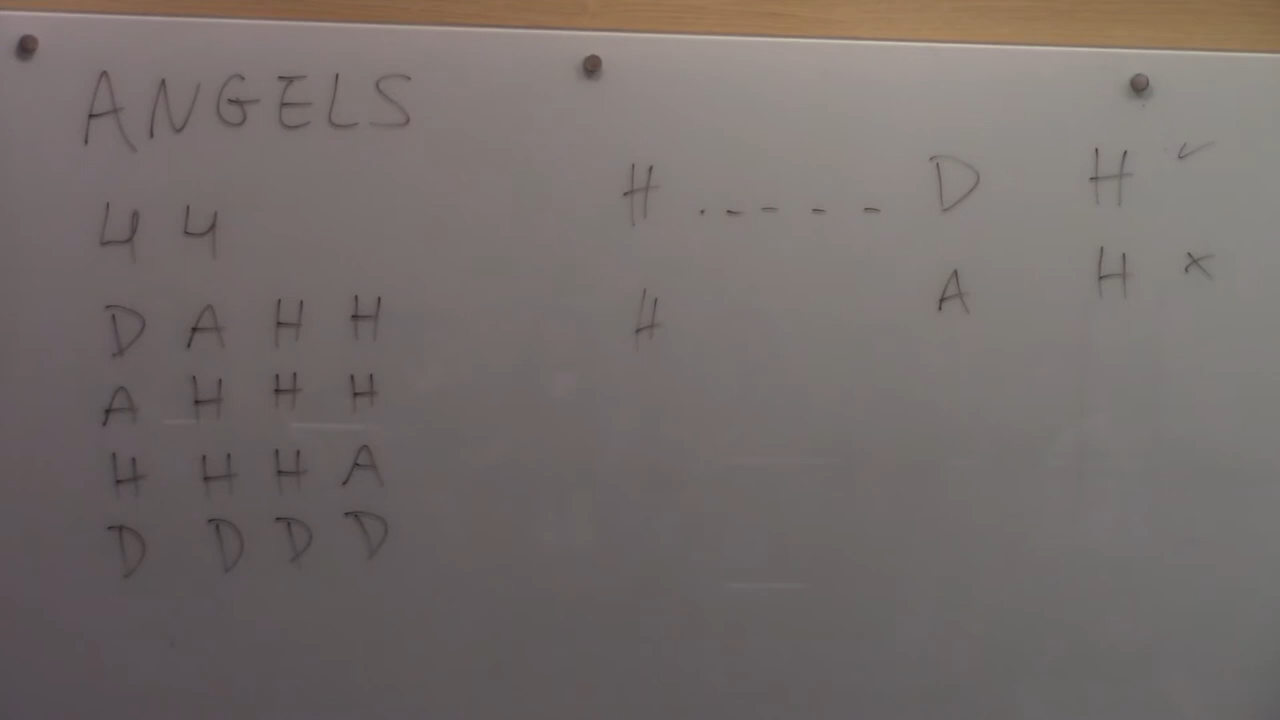 ANGELS
4 4
D A H H
A H H H
H H H A
D D D D
H . - - - - D H ✓
H A H ×